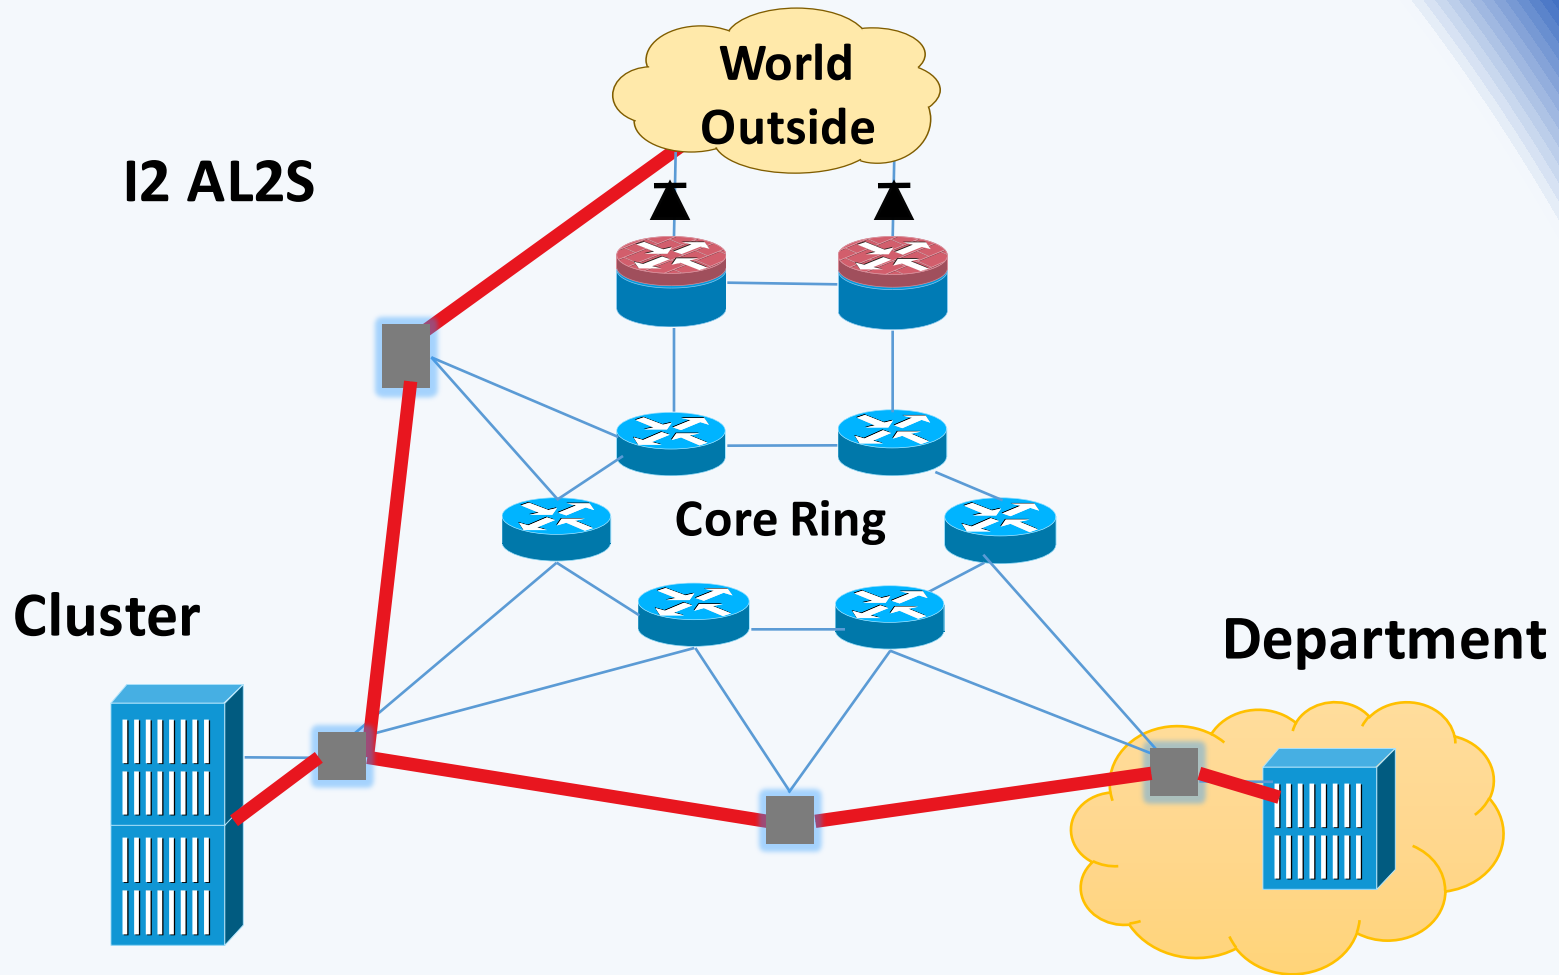 World
Outside
I2 AL2S
Core Ring
Cluster
Department